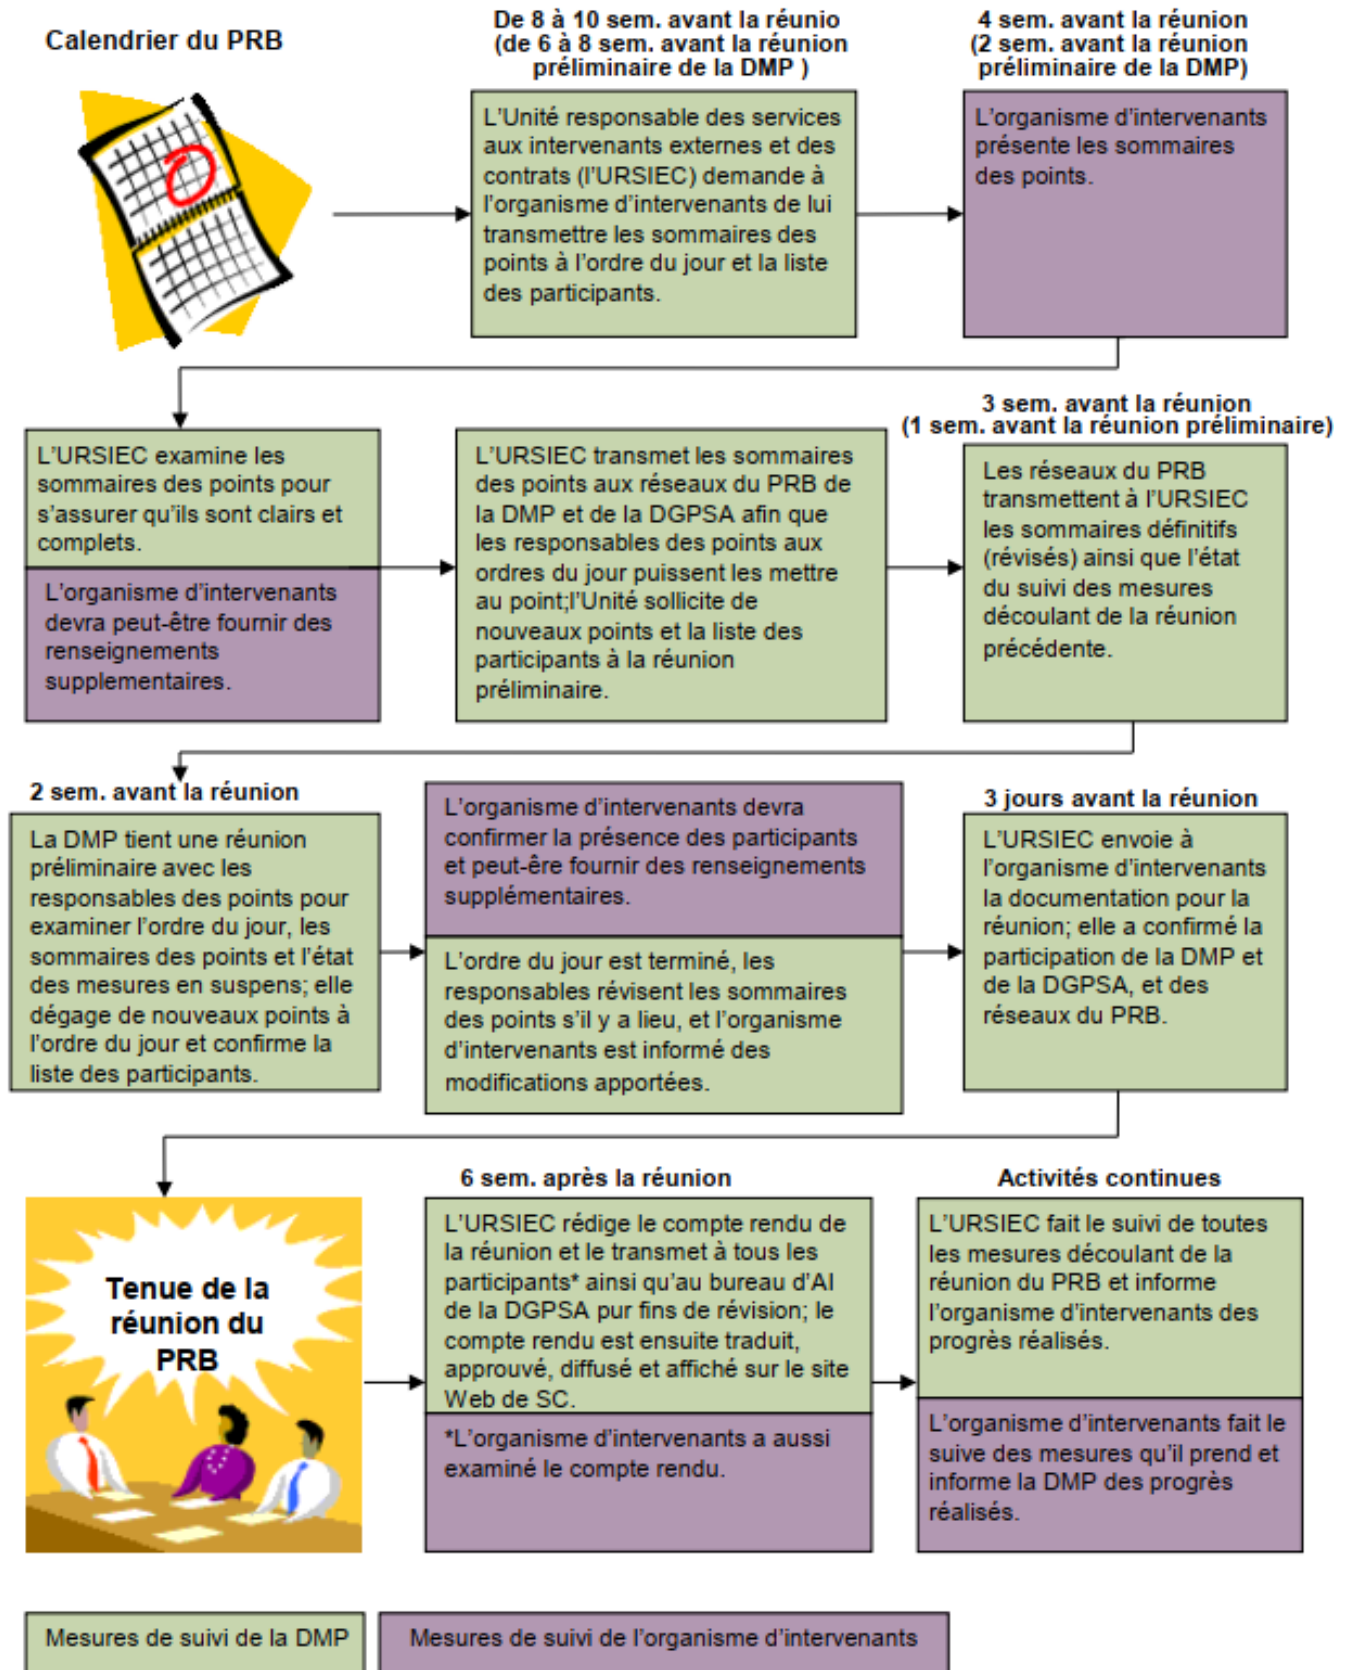 Calendrier du PRB
De 8 à 10 sem. avant la réunio
(de 6 à 8 sem. avant la réunion
préliminaire de la DMP )
4 sem. avant la réunion
(2 sem. avant la réunion
préliminaire de la DMP)
L'Unité responsable des services
aux intervenants externes et des
contrats (l'URSIEC) demande à
l'organisme d'intervenants de lui
transmettre les sommaires des
points à l'ordre du jour et la liste
des participants.
L'organisme d'intervenants
présente les sommaires
des points.
L'URSIEC examine les
sommaires des points pour
s'assurer qu'ils sont clairs et
complets.
L'organisme d'intervenants
devra peut-être fournir des
renseignements
supplementaires.
L'URSIEC transmet les sommaires
des points aux réseaux du PRB de
la DMP et de la DGPSA afin que
les responsables des points aux
ordres du jour puissent les mettre
au point;l'Unité sollicite de
nouveaux points et la liste des
participants à la réunion
préliminaire.
3 sem. avant la réunion
(1 sem. avant la réunion préliminaire)
Les réseaux du PRB
transmettent à l'URSIEC
les sommaires définitifs
(révisés) ainsi que l'état
du suivi des mesures
découlant de la réunion
précédente.
2 sem. avant la réunion
La DMP tient une réunion
préliminaire avec les
responsables des points pour
examiner l'ordre du jour, les
sommaires des points et l'état
des mesures en suspens; elle
dégage de nouveaux points à
l'ordre du jour et confirme la
liste des participants.
L'organisme d'intervenants devra
confirmer la présence des participants
et peut-êre fournir des renseignements
supplémentaires.
L'ordre du jour est terminé, les
responsables révisent les sommaires
des points s'il y a lieu, et l'organisme
d'intervenants est informé des
modifications apportées.
3 jours avant la réunion
L'URSIEC envoie à
l'organisme d'intervenants
la documentation pour la
réunion; elle a confirmé la
participation de la DMP et
de la DGPSA, et des
réseaux du PRB.
Tenue de la
réunion du
PRB
6 sem. après la réunion
L'URSIEC rédige le compte rendu de
la réunion et le transmet à tous les
participants* ainsi qu'au bureau d'AI
de la DGPSA pur fins de révision; le
compte rendu est ensuite traduit,
approuvé, diffusé et affiché sur le site
Web de SC.
*L'organisme d'intervenants a aussi
examiné le compte rendu.
Activités continues
L'URSIEC fait le suivi de toutes
les mesures découlant de la
réunion du PRB et informe
l'organisme d'intervenants des
progrès réalisés.
L'organisme d'intervenants fait le
suive des mesures qu'il prend et
informe la DMP des progrès
réalisés.
Mesures de suivi de la DMP
Mesures de suivi de l'organisme d'intervenants